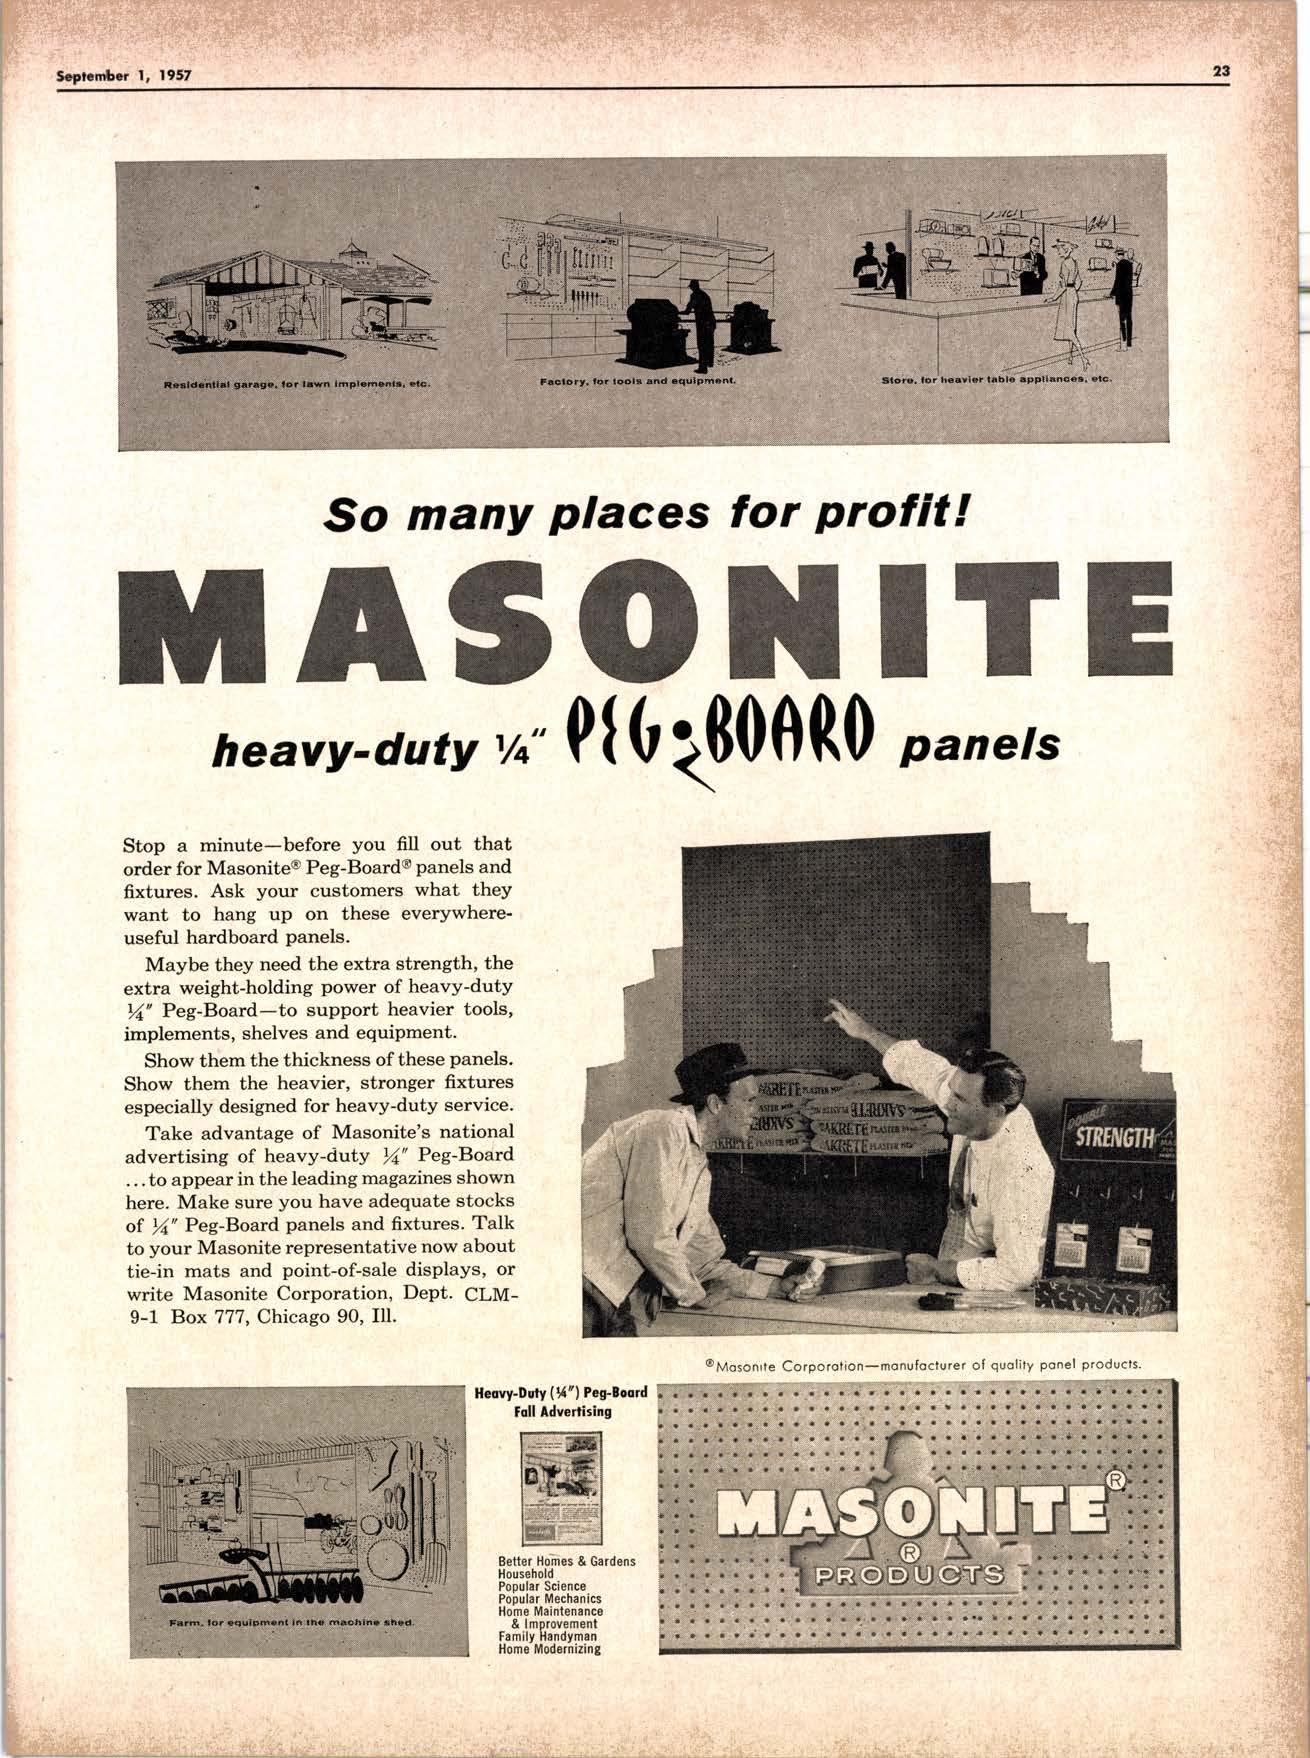 September 1, 1957
23
Residential garage, for lawn implements, etc.
Factory, for tools and equipment.
Store, for heavier table appliances, etc.
So many places for profit!
MASONITE
heavy-duty ¼" PEG-BOARD panels
Stop a minute—before you fill out that
order for Masonite® Peg-Board® panels and
fixtures. Ask your customers what they
want to hang up on these everywhere-
useful hardboard panels.
Maybe they need the extra strength, the
extra weight-holding power of heavy-duty
¼" Peg-Board—to support heavier tools,
implements, shelves and equipment.
Show them the thickness of these panels.
Show them the heavier, stronger fixtures
especially designed for heavy-duty service.
Take advantage of Masonite's national
advertising of heavy-duty ¼" Peg-Board
...to appear in the leading magazines shown
here. Make sure you have adequate stocks
of ¼" Peg-Board panels and fixtures. Talk
to your Masonite representative now about
tie-in mats and point-of-sale displays, or
write Masonite Corporation, Dept. CLM-
9-1 Box 777, Chicago 90, Ill.
SAKRETE PLASTER MIX
SAKRETE PLASTER MIX
SAKRETE PLASTER MIX
DOUBLE
STRENGTH
®Masonite Corporation—manufacturer of quality panel products.
Farm, for equipment in the machine shed.
Heavy-Duty (¼") Peg-Board
Fall Advertising
Better Homes & Gardens
Household
Popular Science
Popular Mechanics
Home Maintenance
& Improvement
Family Handyman
Home Modernizing
MASONITE®
®
PRODUCTS